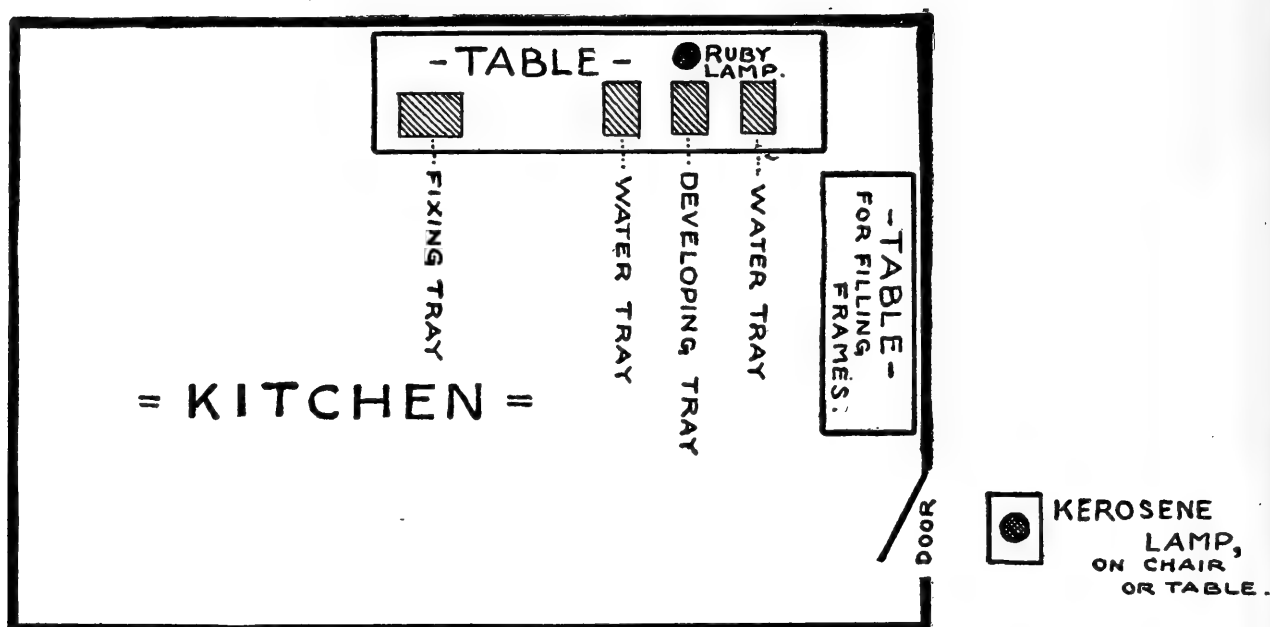 -TABLE-
RUBY
LAMP.
FIXING TRAY
WATER TRAY
DEVELOPING TRAY
WATER TRAY
-TABLE-
FOR FILLING
FRAMES.
= KITCHEN =
DOOR
KEROSENE
LAMP,
ON CHAIR
OR TABLE.